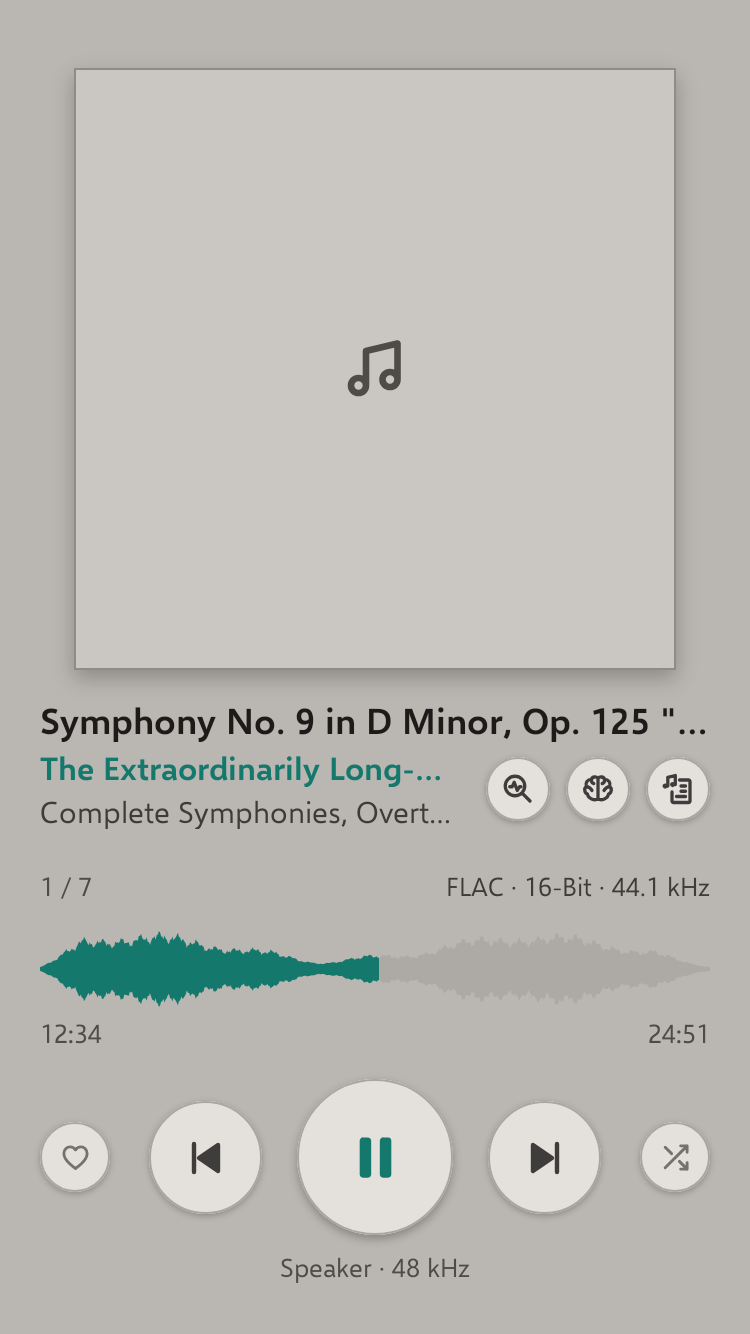 Symphony No. 9 in D Minor, Op. 125 "...
The Extraordinarily Long-...
Complete Symphonies, Overt...
1 / 7
FLAC · 16-Bit · 44.1 kHz
12:34
24:51
Speaker · 48 kHz